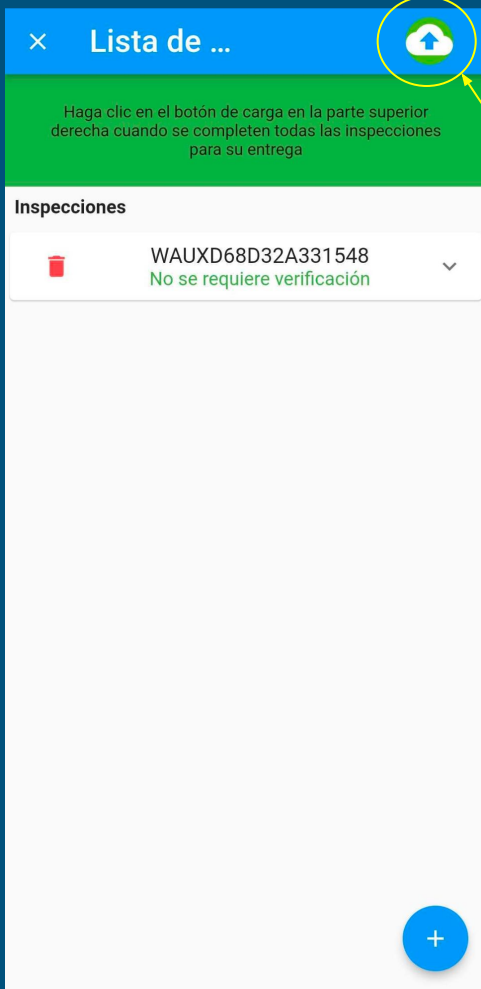 Lista de ...
Haga clic en el botón de carga en la parte superior
derecha cuando se completen todas las inspecciones
para su entrega
Inspecciones
WAUXD68D32A331548
No se requiere verificación